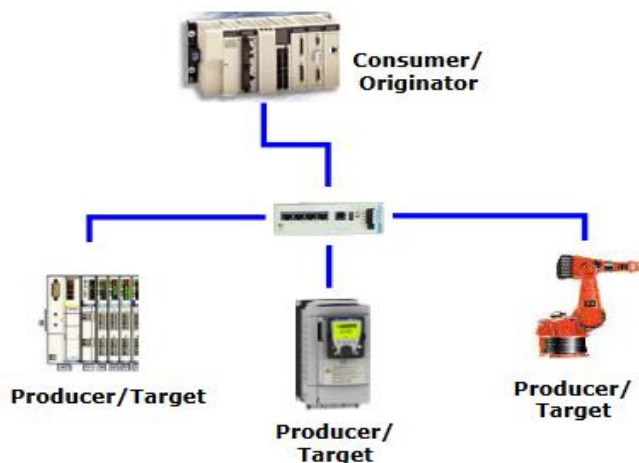 Consumer/
Originator
Producer/Target
Producer/
Target
Producer/
Target